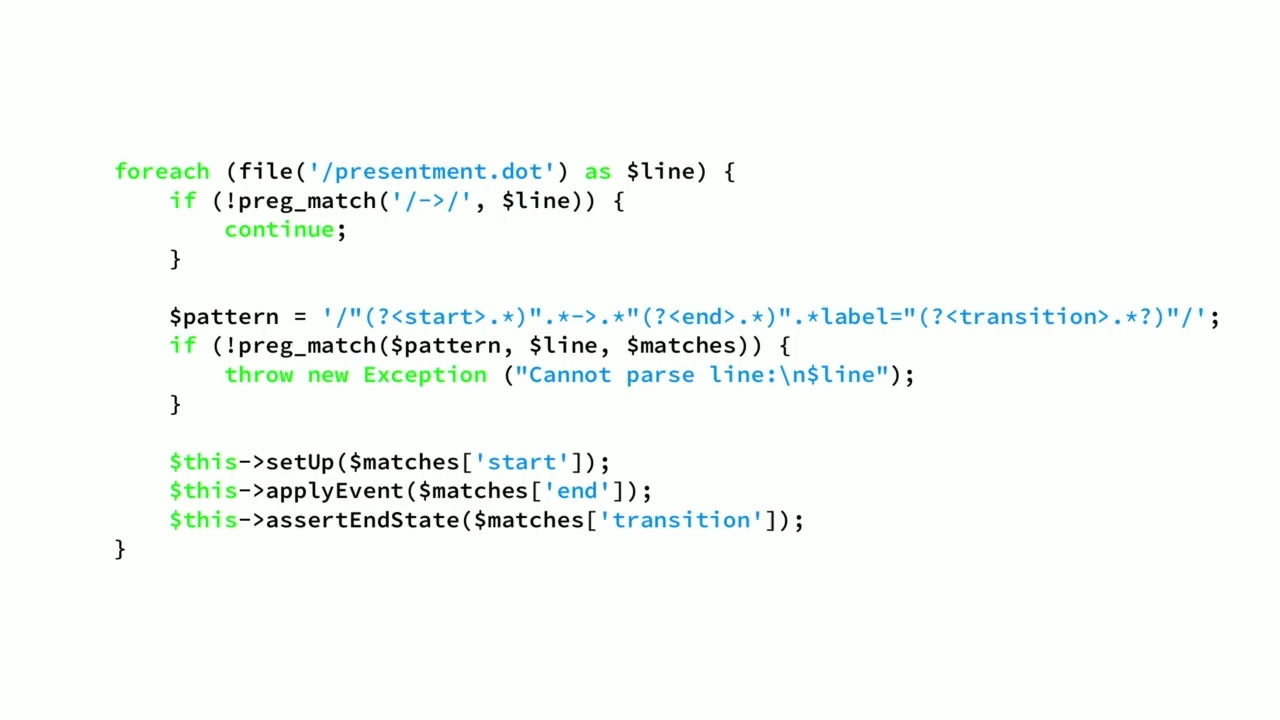 foreach (file('/presentment.dot') as $line) {
    if (!preg_match('/->/', $line)) {
        continue;
    }

    $pattern = '/"(?<start>.*)".*->.*"(?<end>.*)".*label="(?<transition>.*?)"/';
    if (!preg_match($pattern, $line, $matches)) {
        throw new Exception ("Cannot parse line:\n$line");
    }

    $this->setUp($matches['start']);
    $this->applyEvent($matches['end']);
    $this->assertEndState($matches['transition']);
}